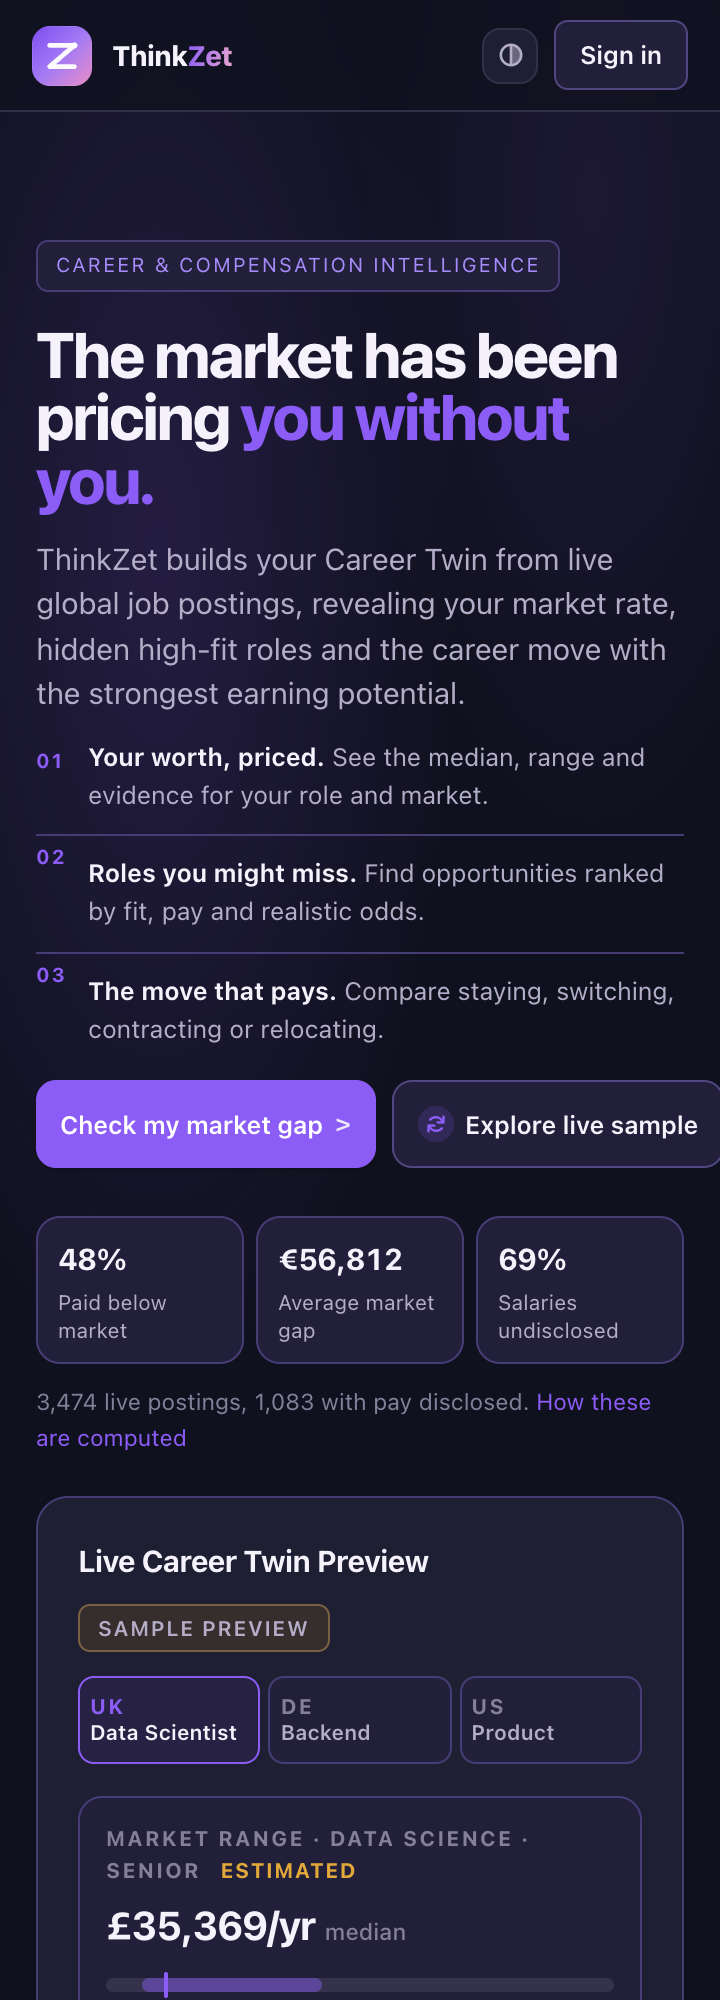 ThinkZet
Sign in
CAREER & COMPENSATION INTELLIGENCE
The market has been
pricing you without
you.
ThinkZet builds your Career Twin from live
global job postings, revealing your market rate,
hidden high-fit roles and the career move with
the strongest earning potential.
01 Your worth, priced. See the median, range and
evidence for your role and market.
02 Roles you might miss. Find opportunities ranked
by fit, pay and realistic odds.
03 The move that pays. Compare staying, switching,
contracting or relocating.
Check my market gap >
Explore live sample
48%
Paid below
market
€56,812
Average market
gap
69%
Salaries
undisclosed
3,474 live postings, 1,083 with pay disclosed. How these
are computed
Live Career Twin Preview
SAMPLE PREVIEW
UK
Data Scientist
DE
Backend
US
Product
MARKET RANGE · DATA SCIENCE ·
SENIOR ESTIMATED
£35,369/yr median